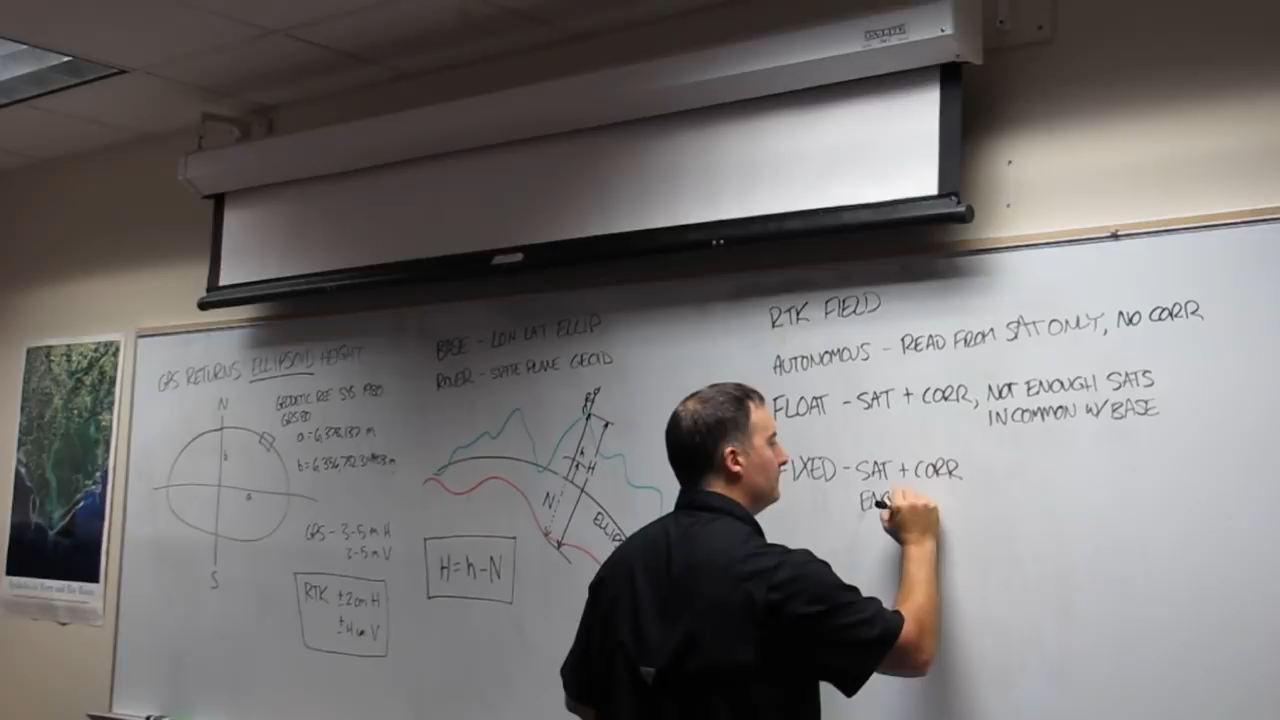 DA-LITE
GPS RETURNS ELLIPSOID HEIGHT
N
GEODETIC REF SYS 1980
GRS80
a = 6,378,137 m
b
a
S
GPS - 3-5 m H
3-5 m V
RTK ±2cm H
±4cm V
BASE - LON LAT ELLIP
ROVER - STATE PLANE GEOID
h
H
N
ELLIP
H = h - N
RTK FIELD
AUTONOMOUS - READ FROM SAT ONLY, NO CORR
FLOAT - SAT + CORR, NOT ENOUGH SATS
IN COMMON W/ BASE
FIXED - SAT + CORR